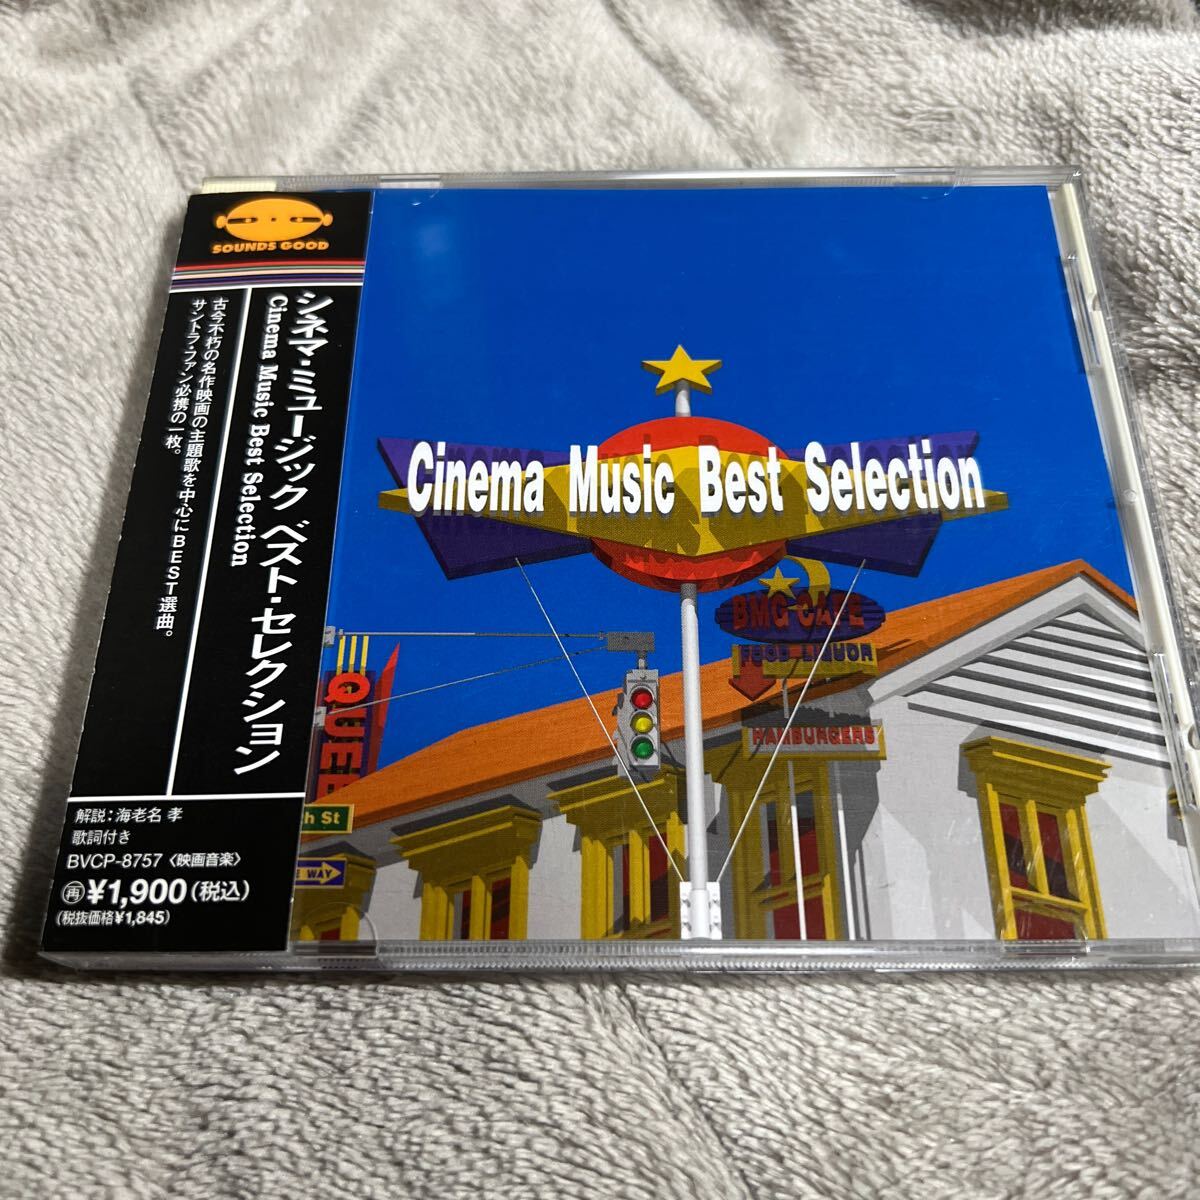 SOUNDS GOOD
シネマ・ミュージック ベスト・セレクション
Cinema Music Best Selection
古今不朽の名作映画の主題歌を中心にBEST選曲。
サントラ・ファン必携の一枚。
解説：海老名 孝
歌詞付き
BVCP-8757〈映画音楽〉
再¥1,900(税込)
(税抜価格¥1,845)
Cinema Music Best Selection
BMG CAFE
FOOD LIQUOR
HAMBURGERS
QUEE
h St
E WAY